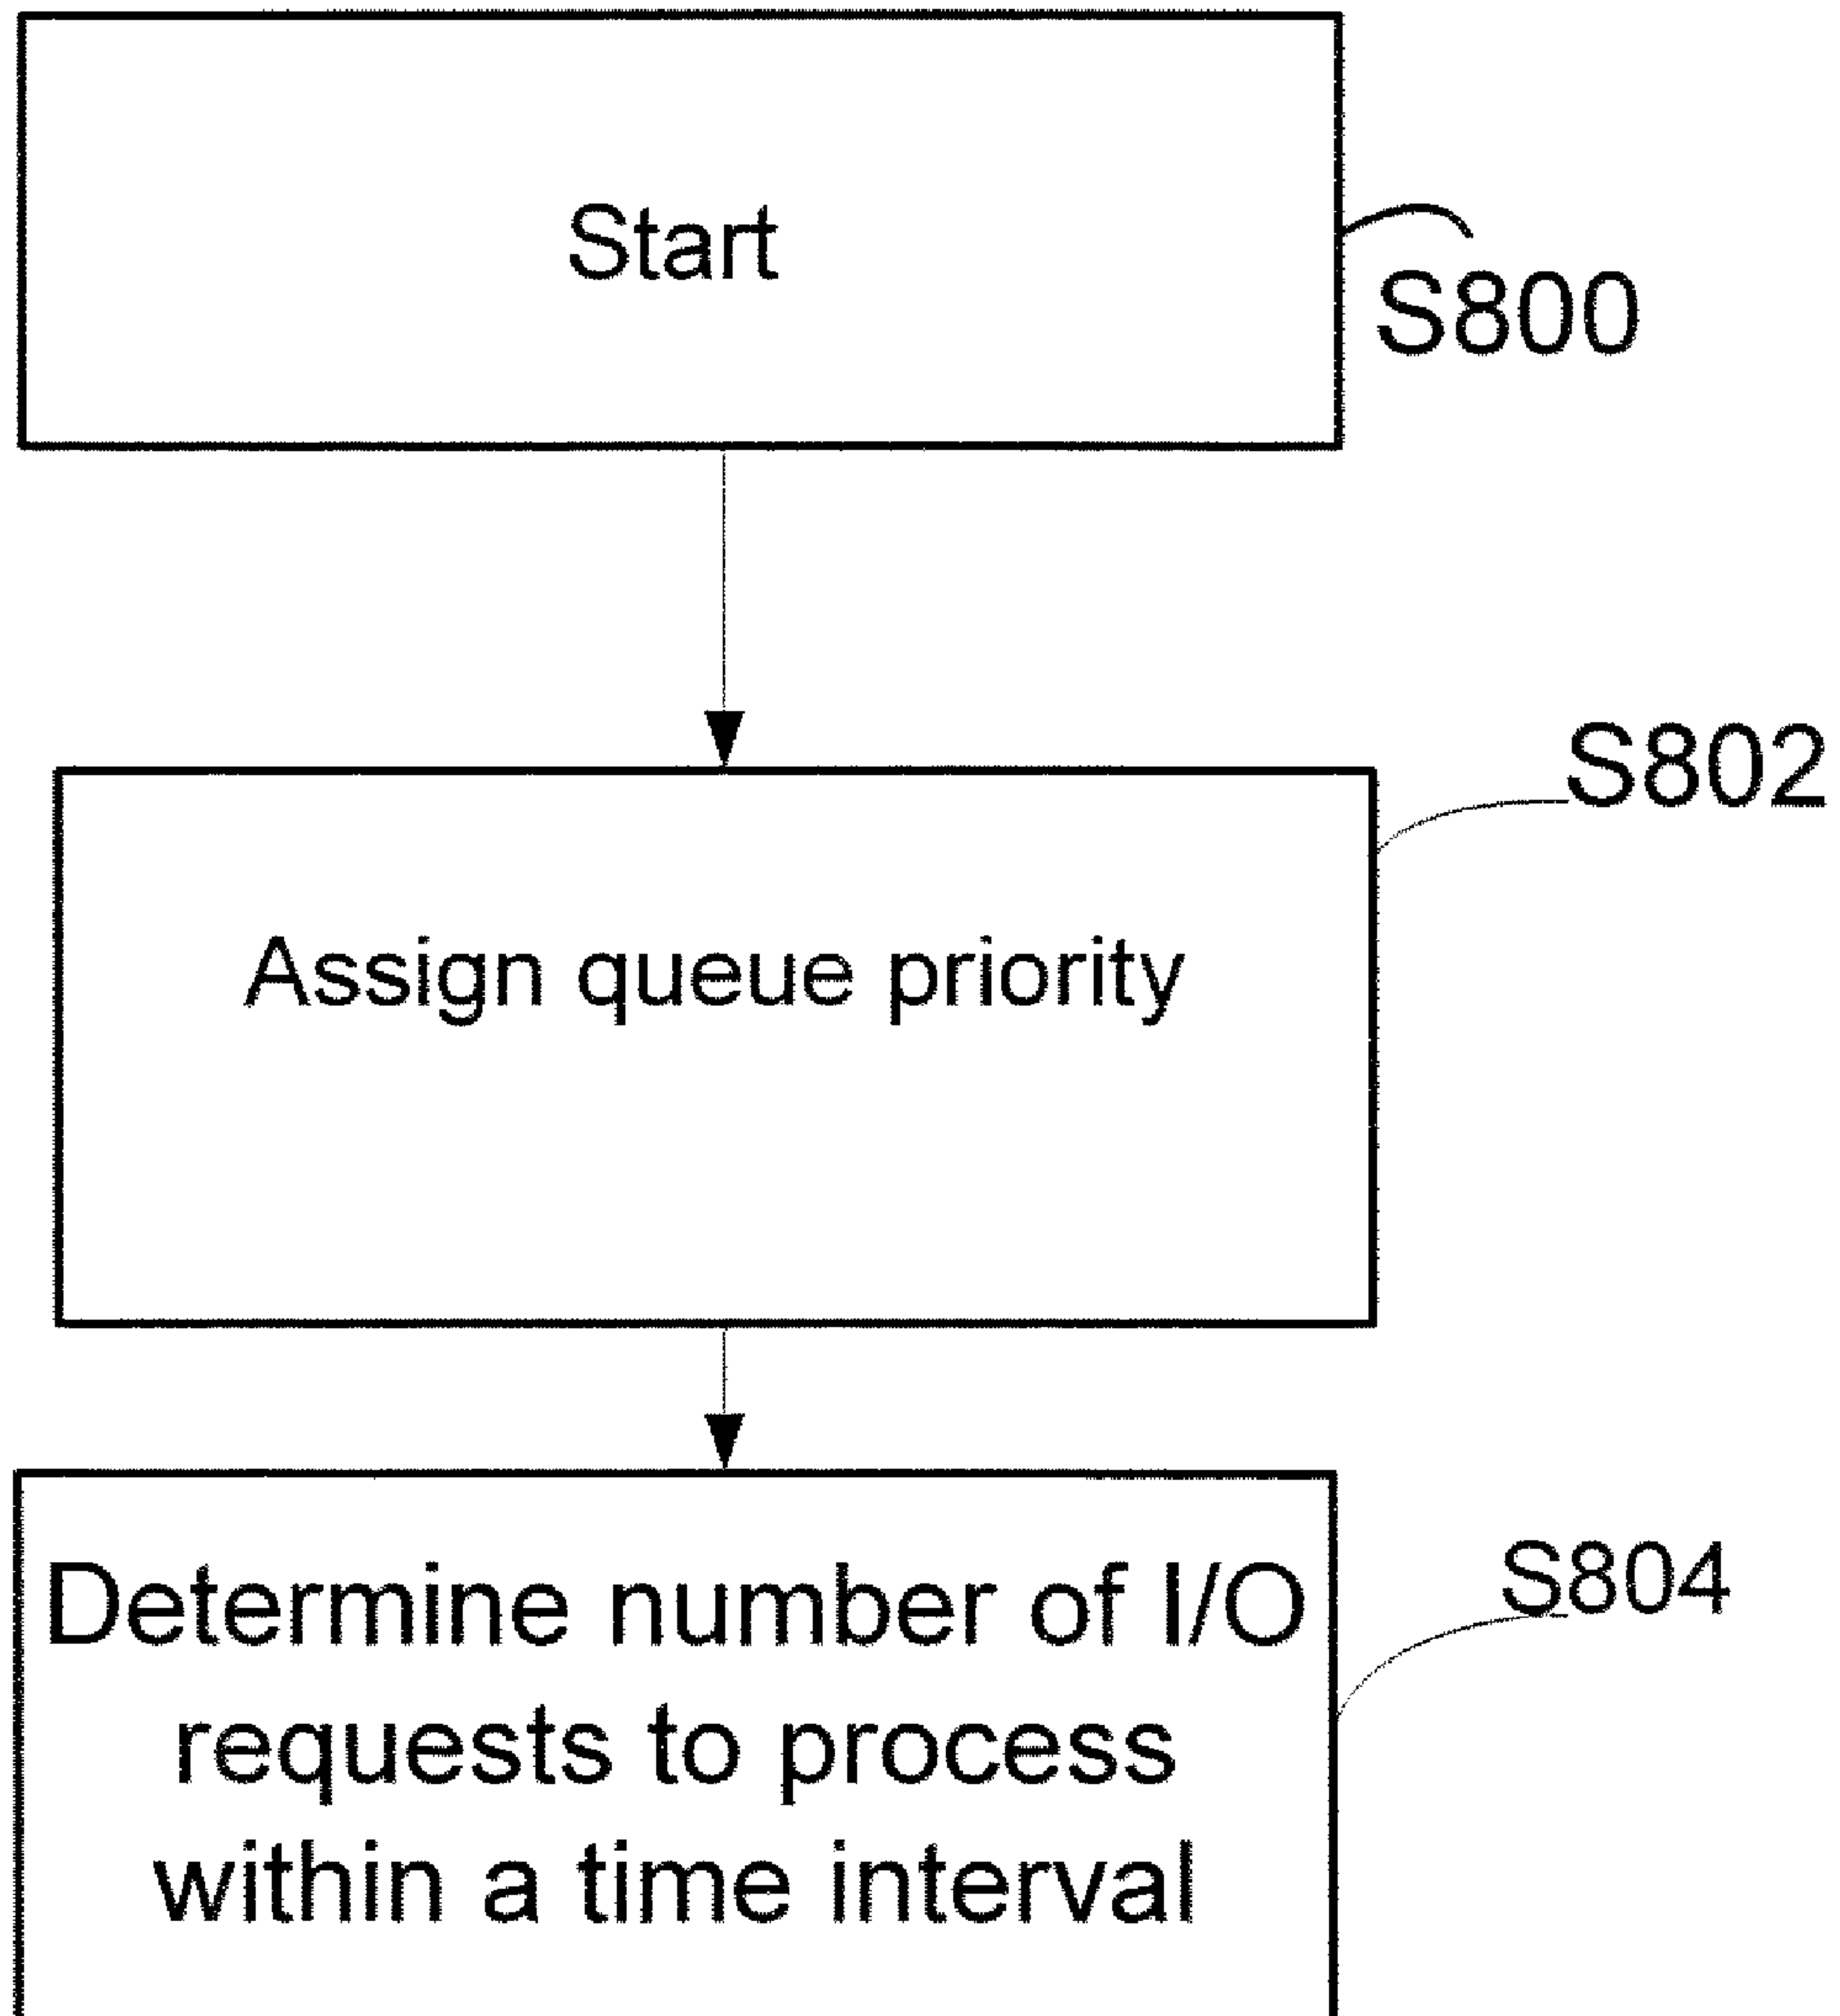 Start
S800
S802
Assign queue priority
S804
Determine number of I/O
requests to process
within a time interval